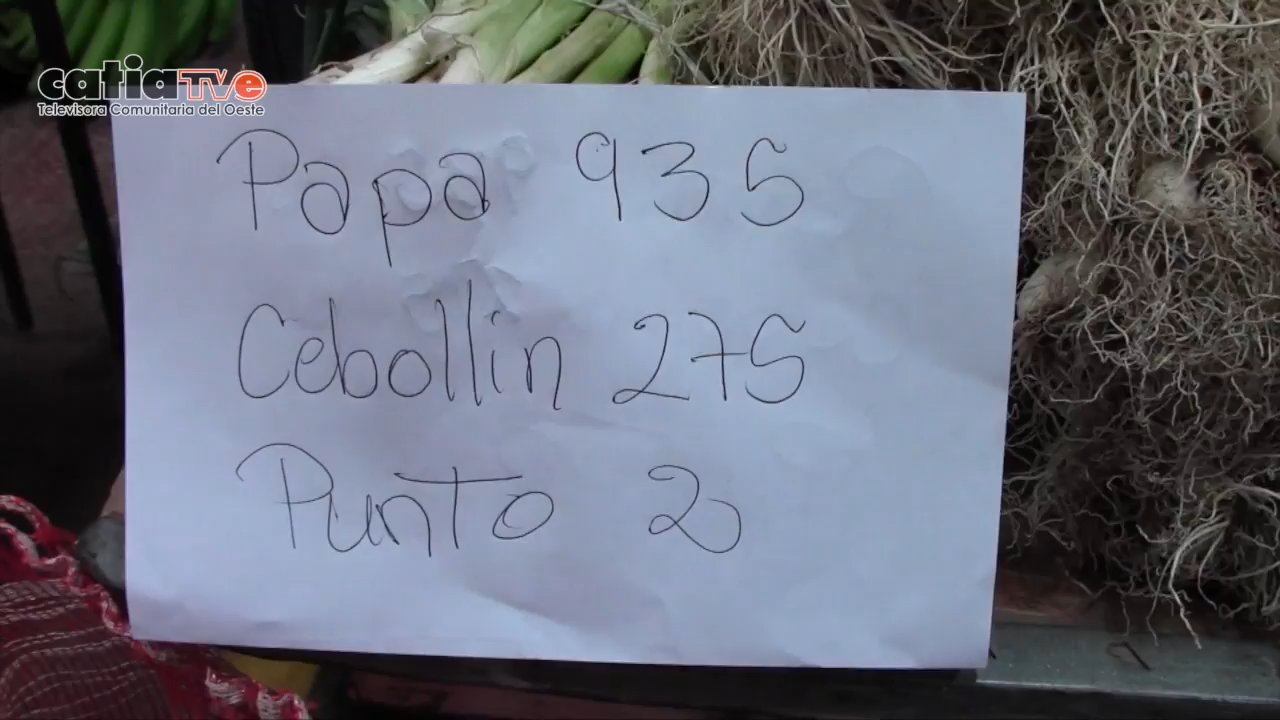 catiaTVe
Televisora Comunitaria del Oeste
Papa 935
Cebollin 275
Punto 2